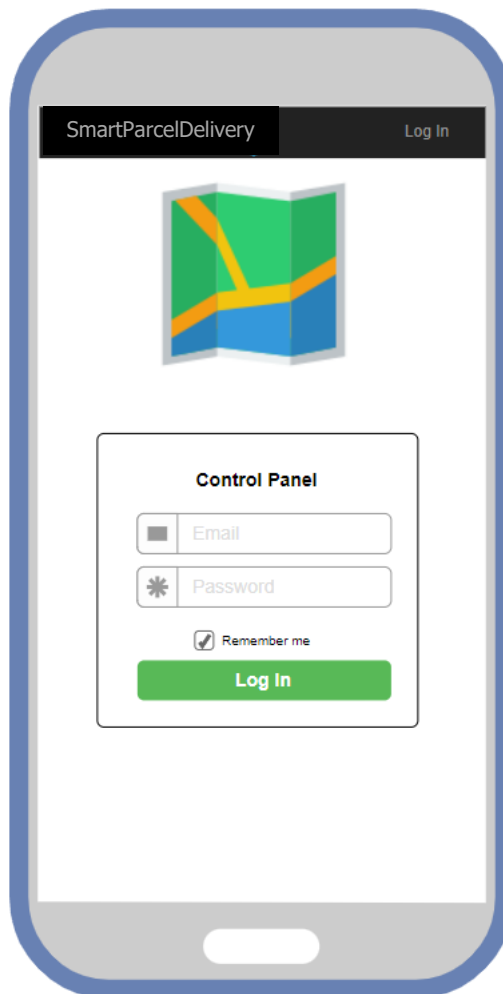 SmartParcelDelivery Log In
Control Panel
Email
Password
Remember me
Log In